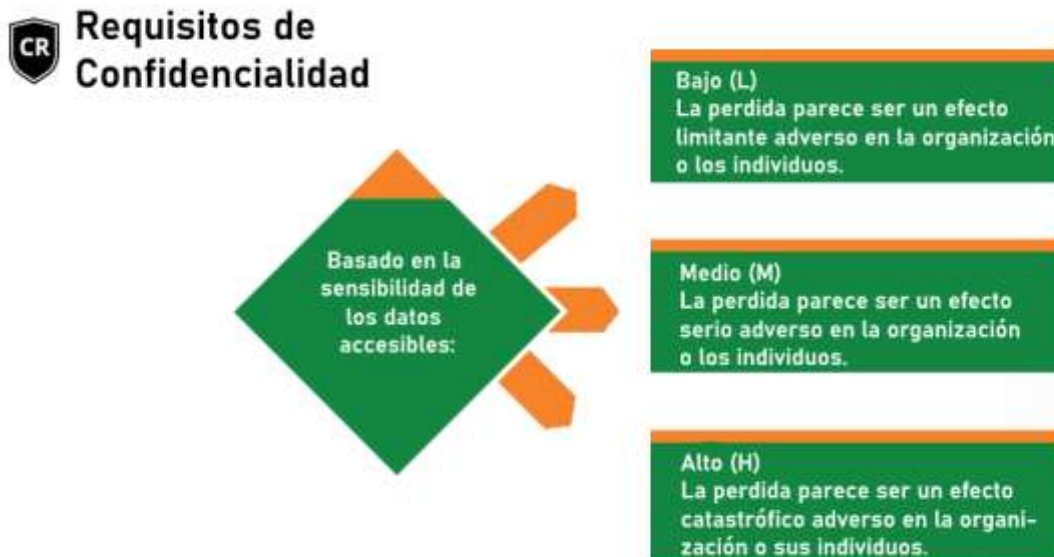 CR
Requisitos de
Confidencialidad
Basado en la
sensibilidad de
los datos
accesibles:
Bajo (L)
La perdida parece ser un efecto
limitante adverso en la organización
o los individuos.
Medio (M)
La perdida parece ser un efecto
serio adverso en la organización
o los individuos.
Alto (H)
La perdida parece ser un efecto
catastrófico adverso en la organi-
zación o sus individuos.